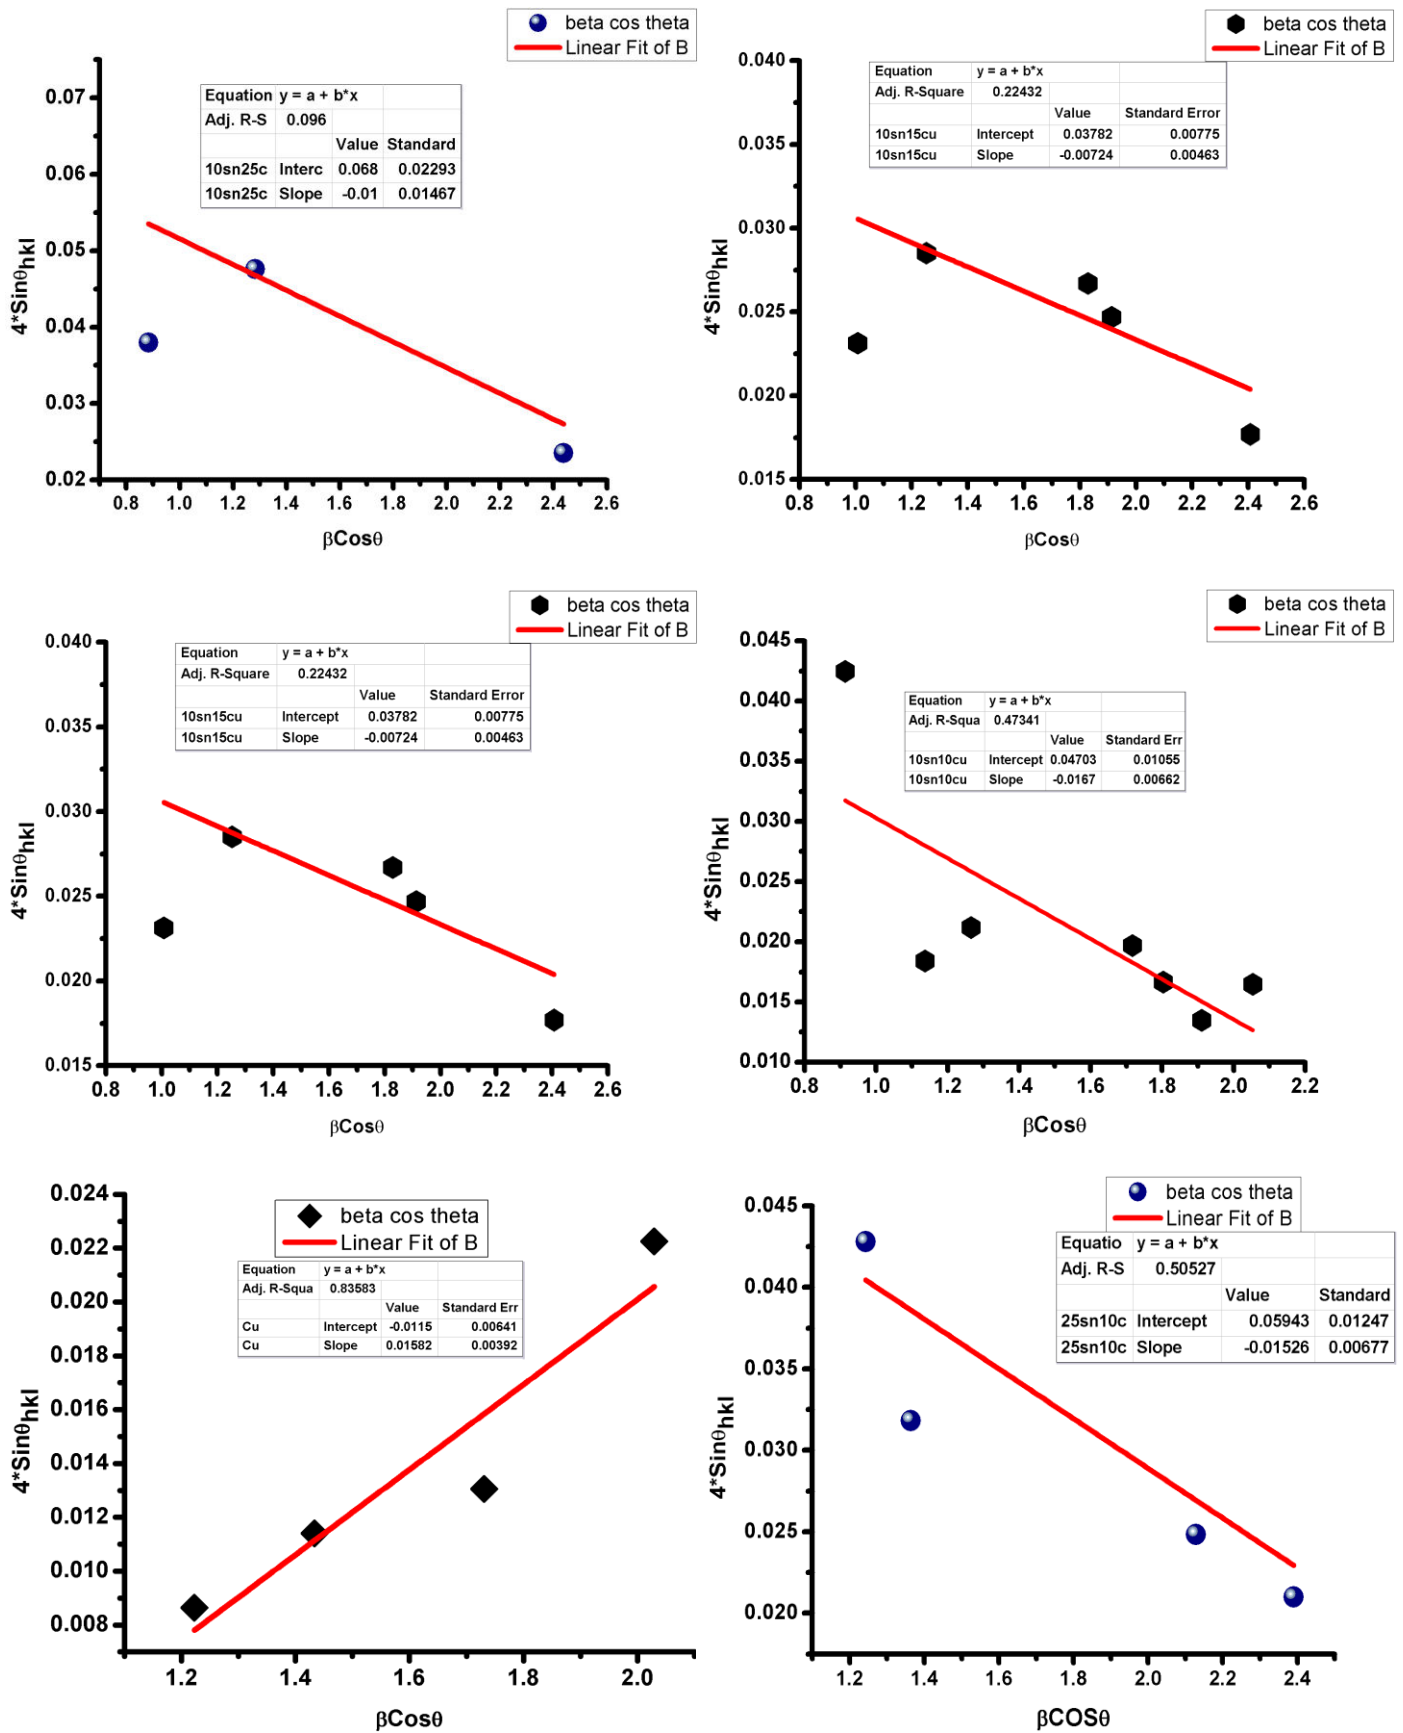 beta cos theta
Linear Fit of B
Equation y = a + b*x
Adj. R-S 0.096
Value Standard
10sn25c Interc 0.068 0.02293
10sn25c Slope -0.01 0.01467
0.07
0.06
0.05
0.04
0.03
0.02
4*Sinθhkl
0.8 1.0 1.2 1.4 1.6 1.8 2.0 2.2 2.4 2.6
βCosθ
beta cos theta
Linear Fit of B
Equation y = a + b*x
Adj. R-Square 0.22432
Value Standard Error
10sn15cu Intercept 0.03782 0.00775
10sn15cu Slope -0.00724 0.00463
0.040
0.035
0.030
0.025
0.020
0.015
4*Sinθhkl
0.8 1.0 1.2 1.4 1.6 1.8 2.0 2.2 2.4 2.6
βCosθ
beta cos theta
Linear Fit of B
Equation y = a + b*x
Adj. R-Square 0.22432
Value Standard Error
10sn15cu Intercept 0.03782 0.00775
10sn15cu Slope -0.00724 0.00463
0.040
0.035
0.030
0.025
0.020
0.015
4*Sinθhkl
0.8 1.0 1.2 1.4 1.6 1.8 2.0 2.2 2.4 2.6
βCosθ
beta cos theta
Linear Fit of B
Equation y = a + b*x
Adj. R-Squa 0.47341
Value Standard Err
10sn10cu Intercept 0.04703 0.01055
10sn10cu Slope -0.0167 0.00662
0.045
0.040
0.035
0.030
0.025
0.020
0.015
0.010
4*Sinθhkl
0.8 1.0 1.2 1.4 1.6 1.8 2.0 2.2
βCosθ
beta cos theta
Linear Fit of B
Equation y = a + b*x
Adj. R-Squa 0.83583
Value Standard Err
Cu Intercept -0.0115 0.00641
Cu Slope 0.01582 0.00392
0.024
0.022
0.020
0.018
0.016
0.014
0.012
0.010
0.008
4*Sinθhkl
1.2 1.4 1.6 1.8 2.0
βCosθ
beta cos theta
Linear Fit of B
Equatio y = a + b*x
Adj. R-S 0.50527
Value Standard
25sn10c Intercept 0.05943 0.01247
25sn10c Slope -0.01526 0.00677
0.045
0.040
0.035
0.030
0.025
0.020
4*Sinθhkl
1.2 1.4 1.6 1.8 2.0 2.2 2.4
βCOSθ